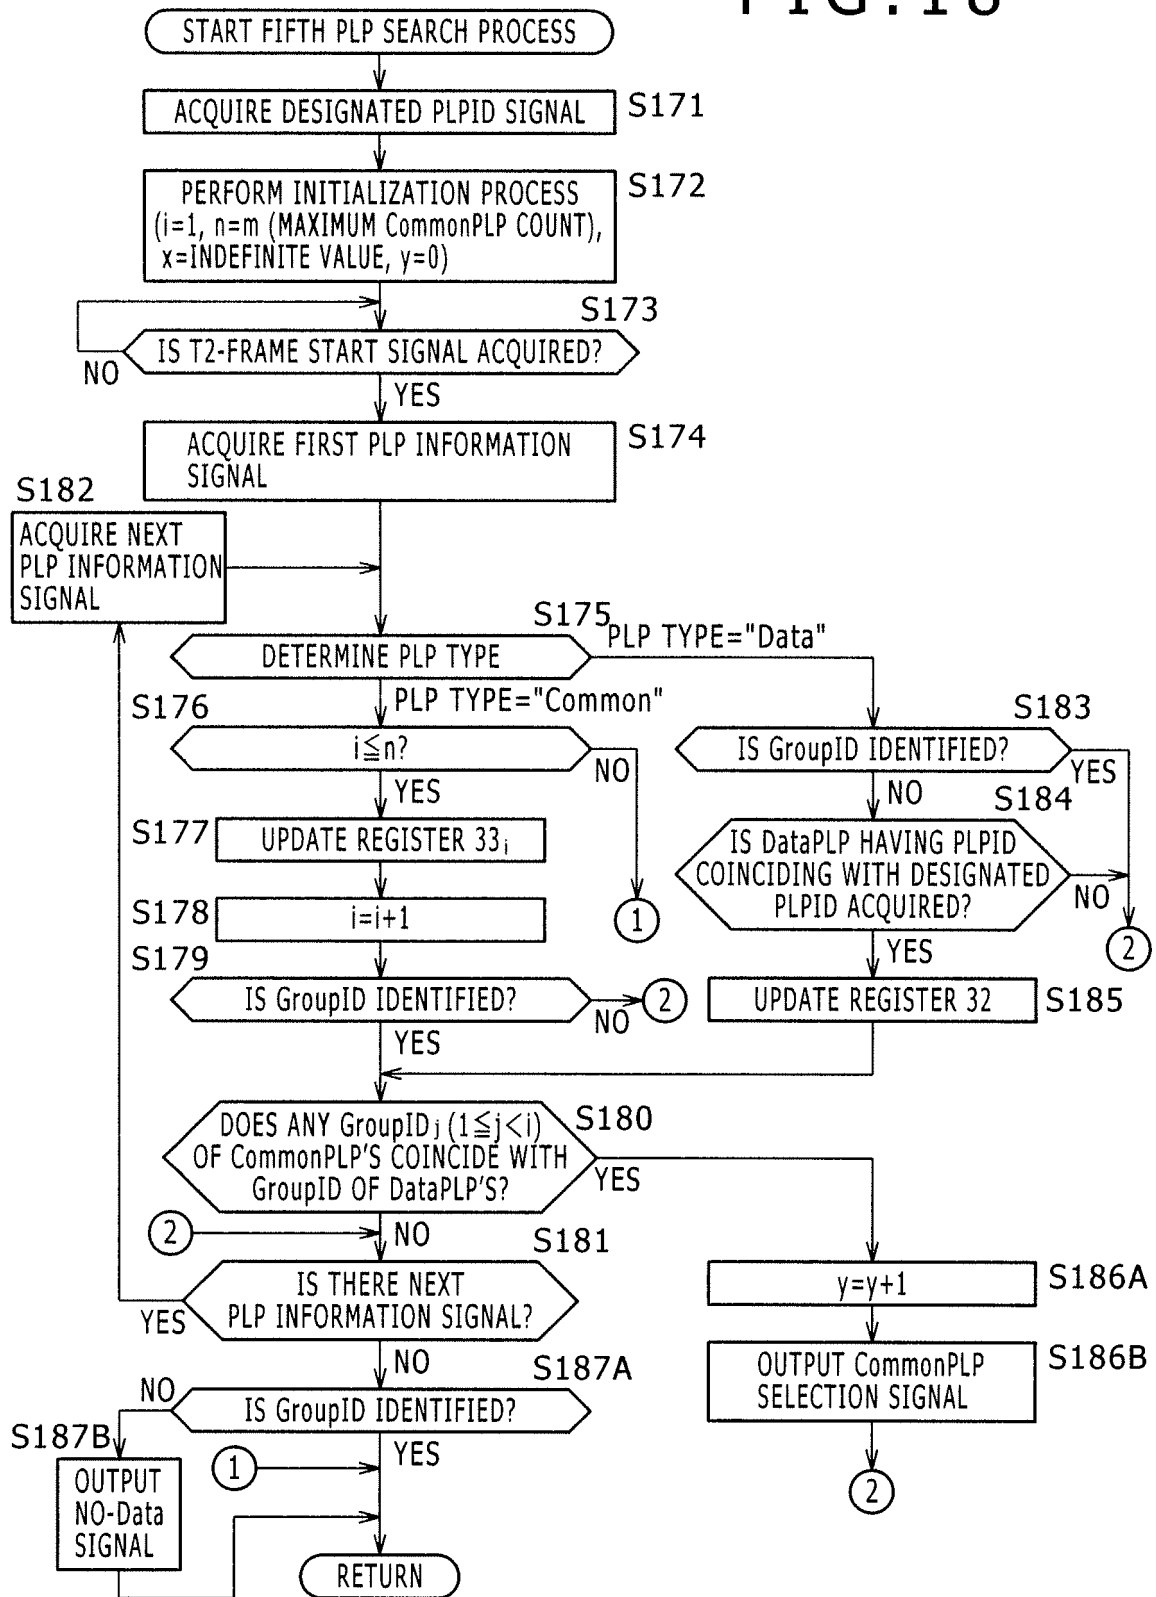 FIG.18
START FIFTH PLP SEARCH PROCESS
ACQUIRE DESIGNATED PLPID SIGNAL
S171
PERFORM INITIALIZATION PROCESS
(i=1, n=m (MAXIMUM CommonPLP COUNT),
x=INDEFINITE VALUE, y=0)
S172
S173
IS T2-FRAME START SIGNAL ACQUIRED?
NO
YES
ACQUIRE FIRST PLP INFORMATION
SIGNAL
S174
S182
ACQUIRE NEXT
PLP INFORMATION
SIGNAL
S175
DETERMINE PLP TYPE
PLP TYPE="Data"
PLP TYPE="Common"
S176
i≦n?
NO
YES
S183
IS GroupID IDENTIFIED?
YES
NO
S184
IS DataPLP HAVING PLPID
COINCIDING WITH DESIGNATED
PLPID ACQUIRED?
NO
YES
2
S177
UPDATE REGISTER 33i
1
S178
i=i+1
S179
IS GroupID IDENTIFIED?
NO
2
YES
UPDATE REGISTER 32
S185
S180
DOES ANY GroupIDj (1≦j<i)
OF CommonPLP'S COINCIDE WITH
GroupID OF DataPLP'S?
YES
NO
2
S181
IS THERE NEXT
PLP INFORMATION SIGNAL?
YES
NO
y=y+1
S186A
OUTPUT CommonPLP
SELECTION SIGNAL
S186B
2
S187A
IS GroupID IDENTIFIED?
NO
YES
S187B
OUTPUT
NO-Data
SIGNAL
1
RETURN